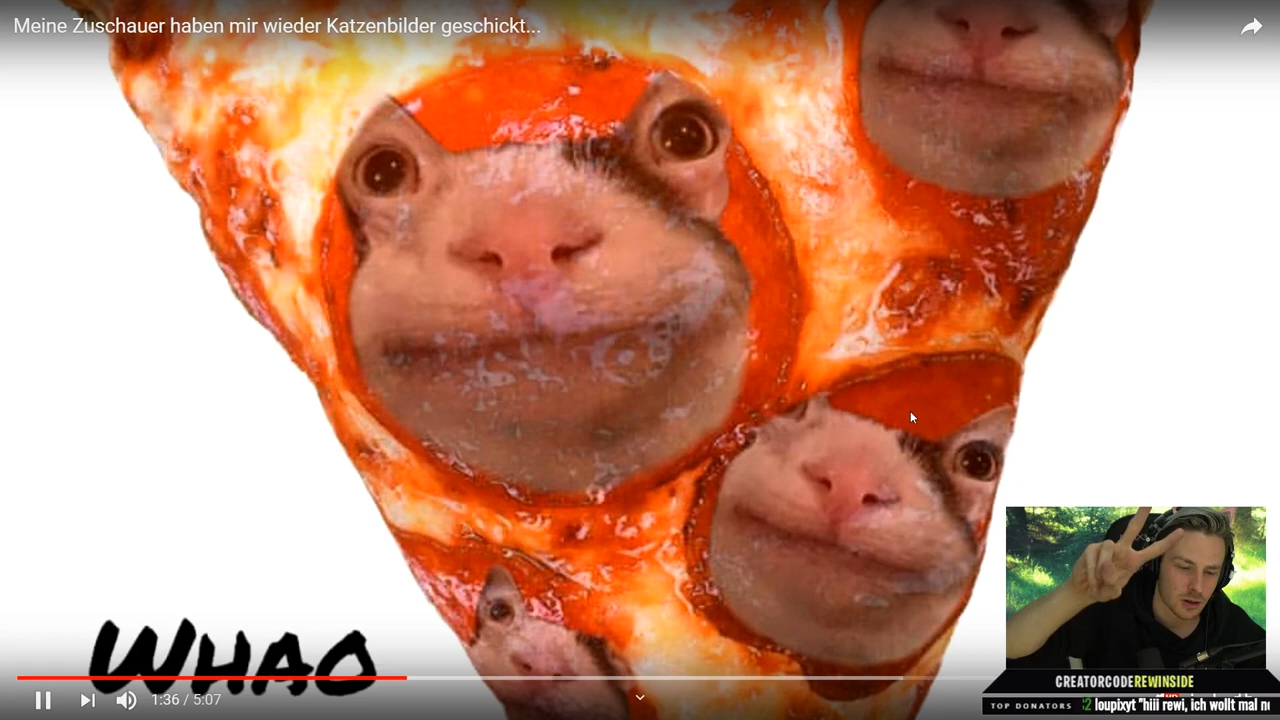 Meine Zuschauer haben mir wieder Katzenbilder geschickt...
WHAO
1:36 / 5:07
CREATORCODEREWINSIDE
TOP DONATORS
loupixyt "hiii rewi, ich wollt mal